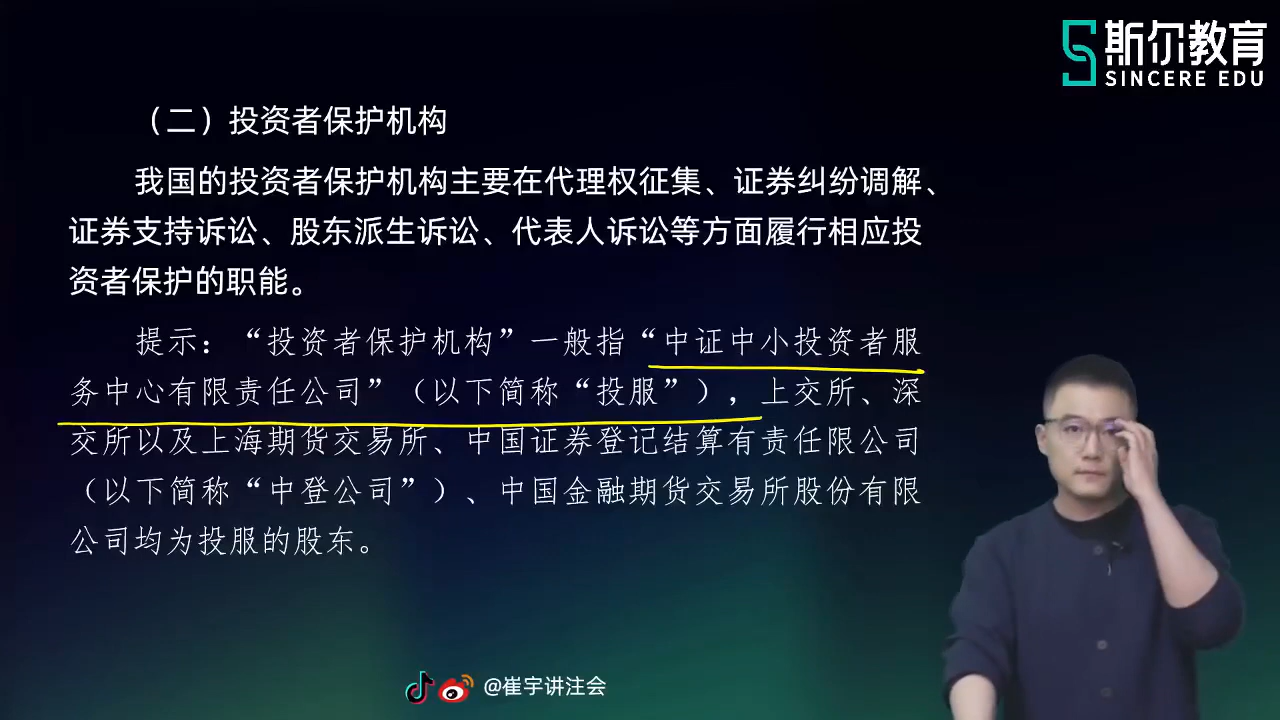 斯尔教育
SINCERE EDU
（二）投资者保护机构
我国的投资者保护机构主要在代理权征集、证券纠纷调解、
证券支持诉讼、股东派生诉讼、代表人诉讼等方面履行相应投
资者保护的职能。
提示：“投资者保护机构”一般指“中证中小投资者服
务中心有限责任公司”（以下简称“投服”），上交所、深
交所以及上海期货交易所、中国证券登记结算有责任限公司
（以下简称“中登公司”）、中国金融期货交易所股份有限
公司均为投服的股东。
@崔宇讲注会